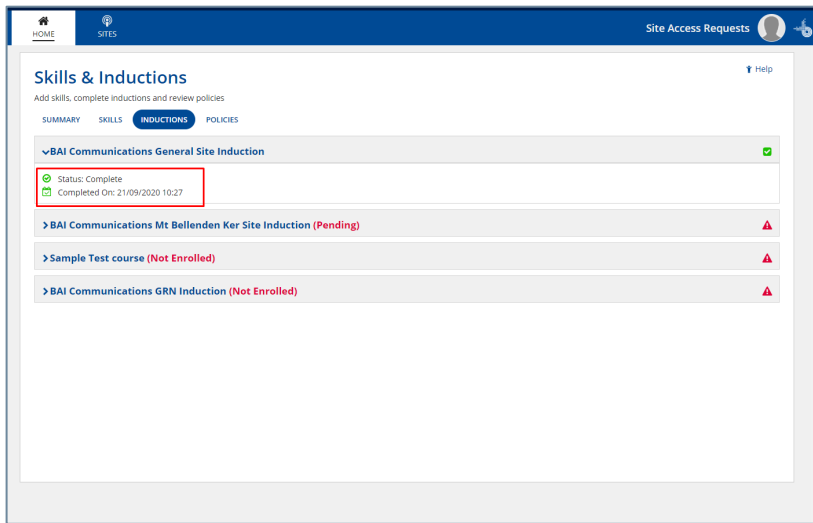 HOME
SITES
Site Access Requests
Skills & Inductions
Help
Add skills, complete inductions and review policies
SUMMARY SKILLS INDUCTIONS POLICIES
BAI Communications General Site Induction
Status: Complete
Completed On: 21/09/2020 10:27
BAI Communications Mt Bellenden Ker Site Induction (Pending)
Sample Test course (Not Enrolled)
BAI Communications GRN Induction (Not Enrolled)